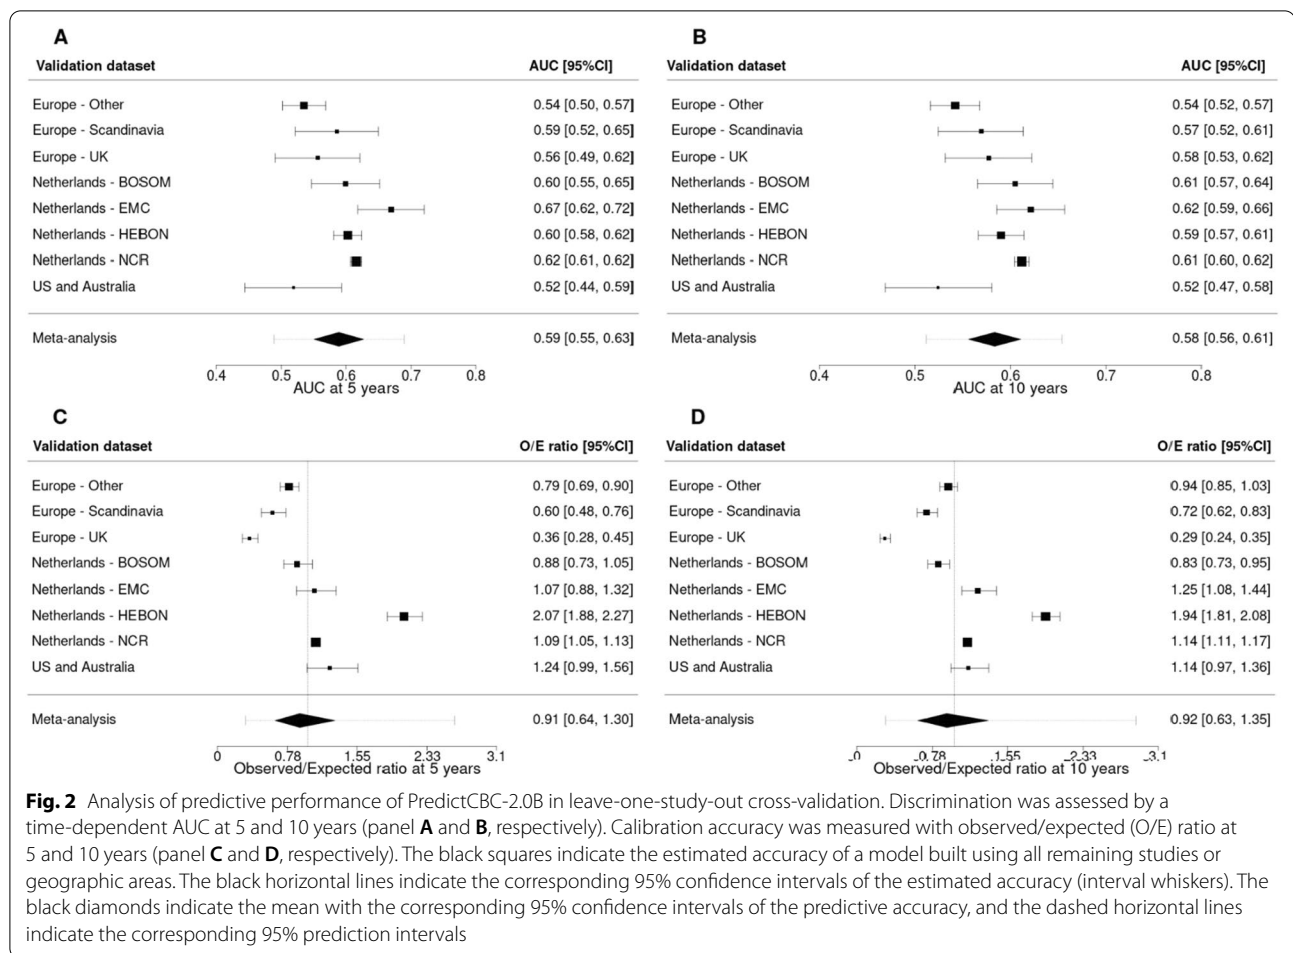 A
Validation dataset AUC [95%CI]
Europe - Other 0.54 [0.50, 0.57]
Europe - Scandinavia 0.59 [0.52, 0.65]
Europe - UK 0.56 [0.49, 0.62]
Netherlands - BOSOM 0.60 [0.55, 0.65]
Netherlands - EMC 0.67 [0.62, 0.72]
Netherlands - HEBON 0.60 [0.58, 0.62]
Netherlands - NCR 0.62 [0.61, 0.62]
US and Australia 0.52 [0.44, 0.59]
Meta-analysis 0.59 [0.55, 0.63]
0.4 0.5 0.6 0.7 0.8
AUC at 5 years
B
Validation dataset AUC [95%CI]
Europe - Other 0.54 [0.52, 0.57]
Europe - Scandinavia 0.57 [0.52, 0.61]
Europe - UK 0.58 [0.53, 0.62]
Netherlands - BOSOM 0.61 [0.57, 0.64]
Netherlands - EMC 0.62 [0.59, 0.66]
Netherlands - HEBON 0.59 [0.57, 0.61]
Netherlands - NCR 0.61 [0.60, 0.62]
US and Australia 0.52 [0.47, 0.58]
Meta-analysis 0.58 [0.56, 0.61]
0.4 0.5 0.6 0.7 0.8
AUC at 10 years
C
Validation dataset O/E ratio [95%CI]
Europe - Other 0.79 [0.69, 0.90]
Europe - Scandinavia 0.60 [0.48, 0.76]
Europe - UK 0.36 [0.28, 0.45]
Netherlands - BOSOM 0.88 [0.73, 1.05]
Netherlands - EMC 1.07 [0.88, 1.32]
Netherlands - HEBON 2.07 [1.88, 2.27]
Netherlands - NCR 1.09 [1.05, 1.13]
US and Australia 1.24 [0.99, 1.56]
Meta-analysis 0.91 [0.64, 1.30]
0 0.78 1.55 2.33 3.1
Observed/Expected ratio at 5 years
D
Validation dataset O/E ratio [95%CI]
Europe - Other 0.94 [0.85, 1.03]
Europe - Scandinavia 0.72 [0.62, 0.83]
Europe - UK 0.29 [0.24, 0.35]
Netherlands - BOSOM 0.83 [0.73, 0.95]
Netherlands - EMC 1.25 [1.08, 1.44]
Netherlands - HEBON 1.94 [1.81, 2.08]
Netherlands - NCR 1.14 [1.11, 1.17]
US and Australia 1.14 [0.97, 1.36]
Meta-analysis 0.92 [0.63, 1.35]
0 0.78 1.55 2.33 3.1
Observed/Expected ratio at 10 years
Fig. 2 Analysis of predictive performance of PredictCBC-2.0B in leave-one-study-out cross-validation. Discrimination was assessed by a
time-dependent AUC at 5 and 10 years (panel A and B, respectively). Calibration accuracy was measured with observed/expected (O/E) ratio at
5 and 10 years (panel C and D, respectively). The black squares indicate the estimated accuracy of a model built using all remaining studies or
geographic areas. The black horizontal lines indicate the corresponding 95% confidence intervals of the estimated accuracy (interval whiskers). The
black diamonds indicate the mean with the corresponding 95% confidence intervals of the predictive accuracy, and the dashed horizontal lines
indicate the corresponding 95% prediction intervals